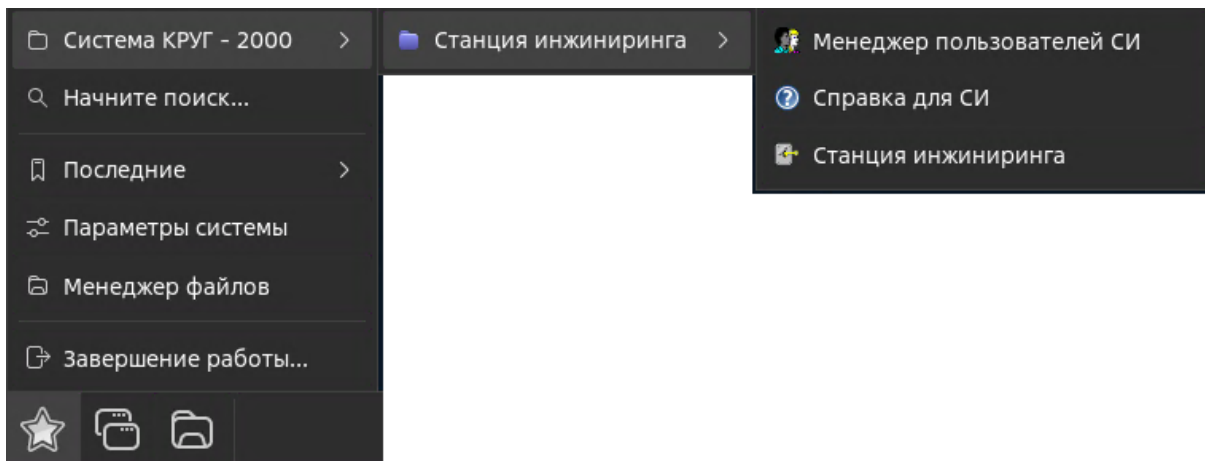 Система КРУГ - 2000
Начните поиск...
Последние
Параметры системы
Менеджер файлов
Завершение работы...
Станция инжиниринга
Менеджер пользователей СИ
Справка для СИ
Станция инжиниринга